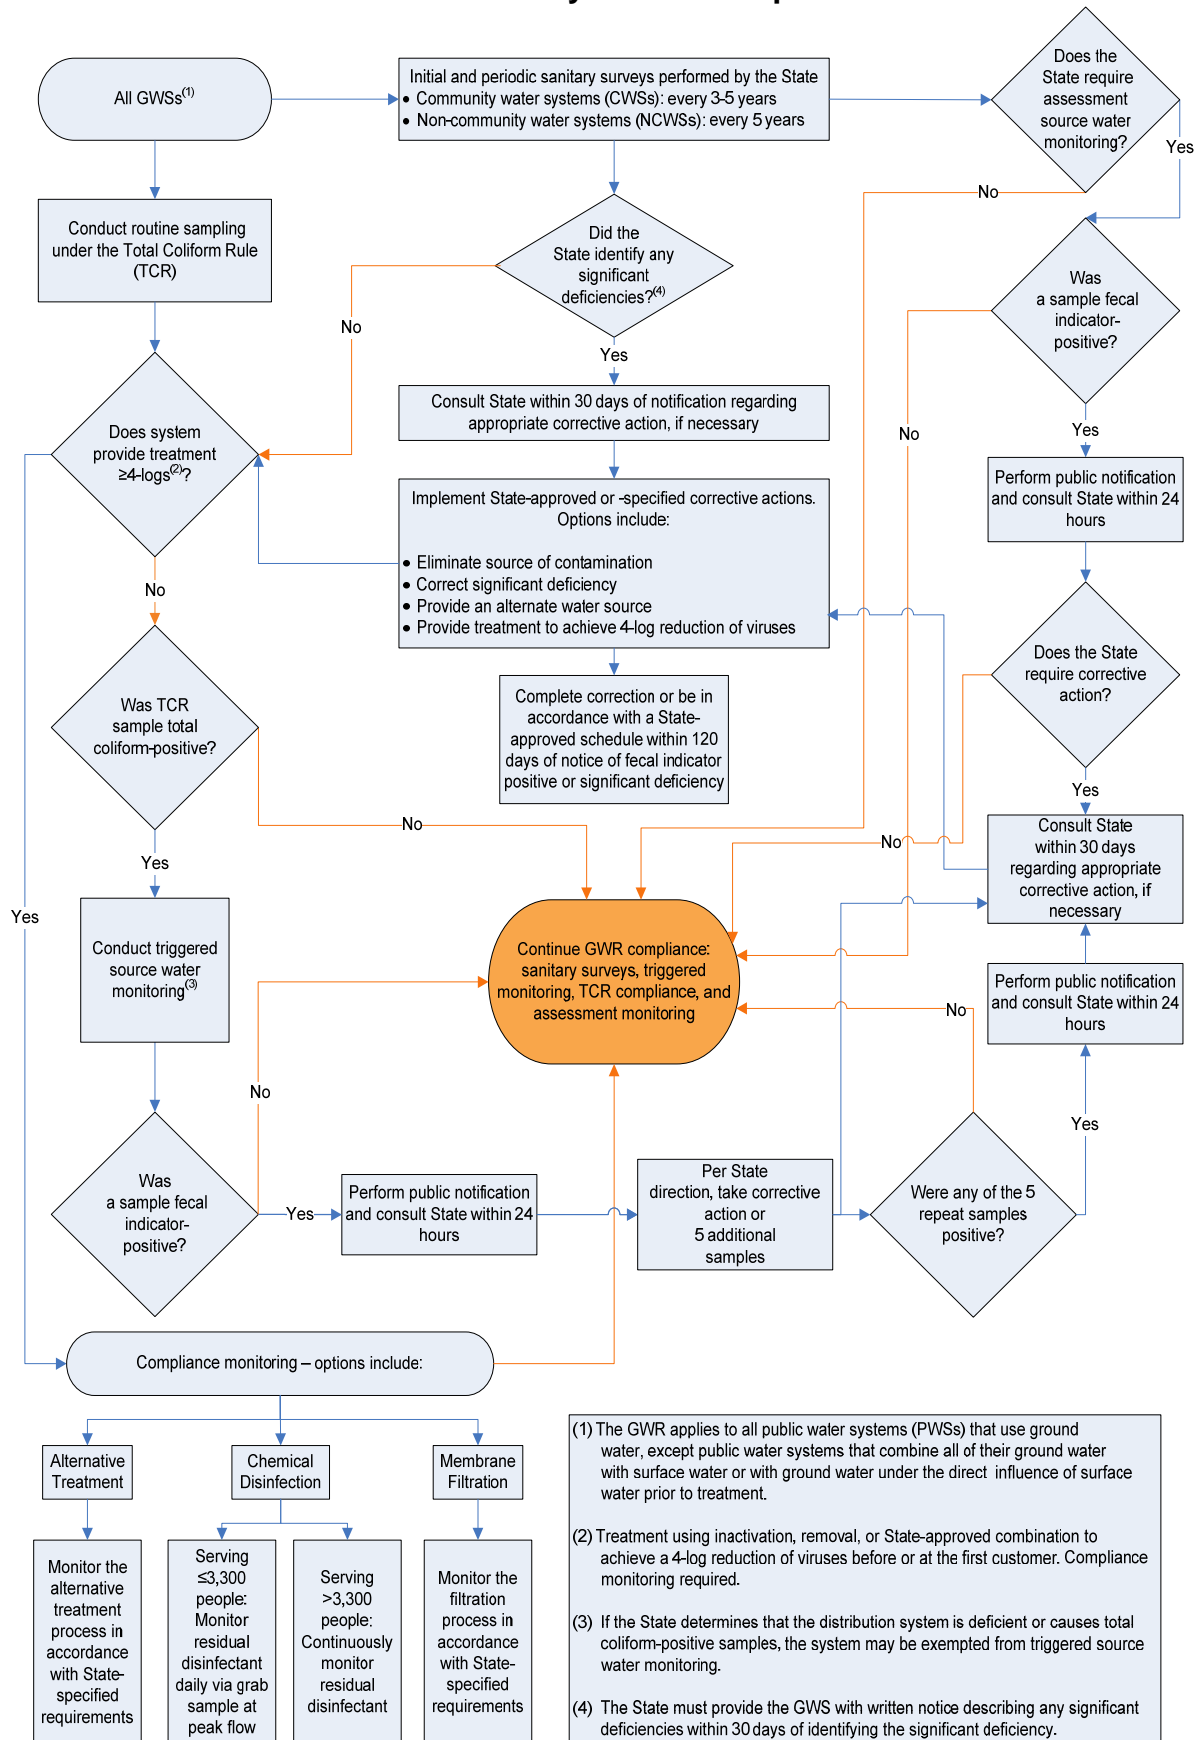 All GWSs(1)
Initial and periodic sanitary surveys performed by the State
• Community water systems (CWSs): every 3-5 years
• Non-community water systems (NCWSs): every 5 years
Does the
State require
assessment
source water
monitoring?
Yes
No
Conduct routine sampling
under the Total Coliform Rule
(TCR)
Did the
State identify any
significant
deficiencies?(4)
No
Yes
Was
a sample fecal
indicator-
positive?
No
Yes
Consult State within 30 days of notification regarding
appropriate corrective action, if necessary
Does system
provide treatment
≥4-logs(2)?
No
Yes
Implement State-approved or -specified corrective actions.
Options include:
• Eliminate source of contamination
• Correct significant deficiency
• Provide an alternate water source
• Provide treatment to achieve 4-log reduction of viruses
Perform public notification
and consult State within 24
hours
Does the State
require corrective
action?
Yes
No
Was TCR
sample total
coliform-positive?
No
Yes
Complete correction or be in
accordance with a State-
approved schedule within 120
days of notice of fecal indicator
positive or significant deficiency
Consult State
within 30 days
regarding appropriate
corrective action, if
necessary
Conduct triggered
source water
monitoring(3)
Continue GWR compliance:
sanitary surveys, triggered
monitoring, TCR compliance, and
assessment monitoring
Perform public notification
and consult State within 24
hours
No
No
Yes
Was
a sample fecal
indicator-
positive?
Yes
Perform public notification
and consult State within 24
hours
Per State
direction, take corrective
action or
5 additional
samples
Were any of the 5
repeat samples
positive?
Compliance monitoring – options include:
Alternative
Treatment
Chemical
Disinfection
Membrane
Filtration
Monitor the
alternative
treatment
process in
accordance
with State-
specified
requirements
Serving
≤3,300
people:
Monitor
residual
disinfectant
daily via grab
sample at
peak flow
Serving
>3,300
people:
Continuously
monitor
residual
disinfectant
Monitor the
filtration
process in
accordance
with State-
specified
requirements
(1) The GWR applies to all public water systems (PWSs) that use ground
water, except public water systems that combine all of their ground water
with surface water or with ground water under the direct influence of surface
water prior to treatment.
(2) Treatment using inactivation, removal, or State-approved combination to
achieve a 4-log reduction of viruses before or at the first customer. Compliance
monitoring required.
(3) If the State determines that the distribution system is deficient or causes total
coliform-positive samples, the system may be exempted from triggered source
water monitoring.
(4) The State must provide the GWS with written notice describing any significant
deficiencies within 30 days of identifying the significant deficiency.